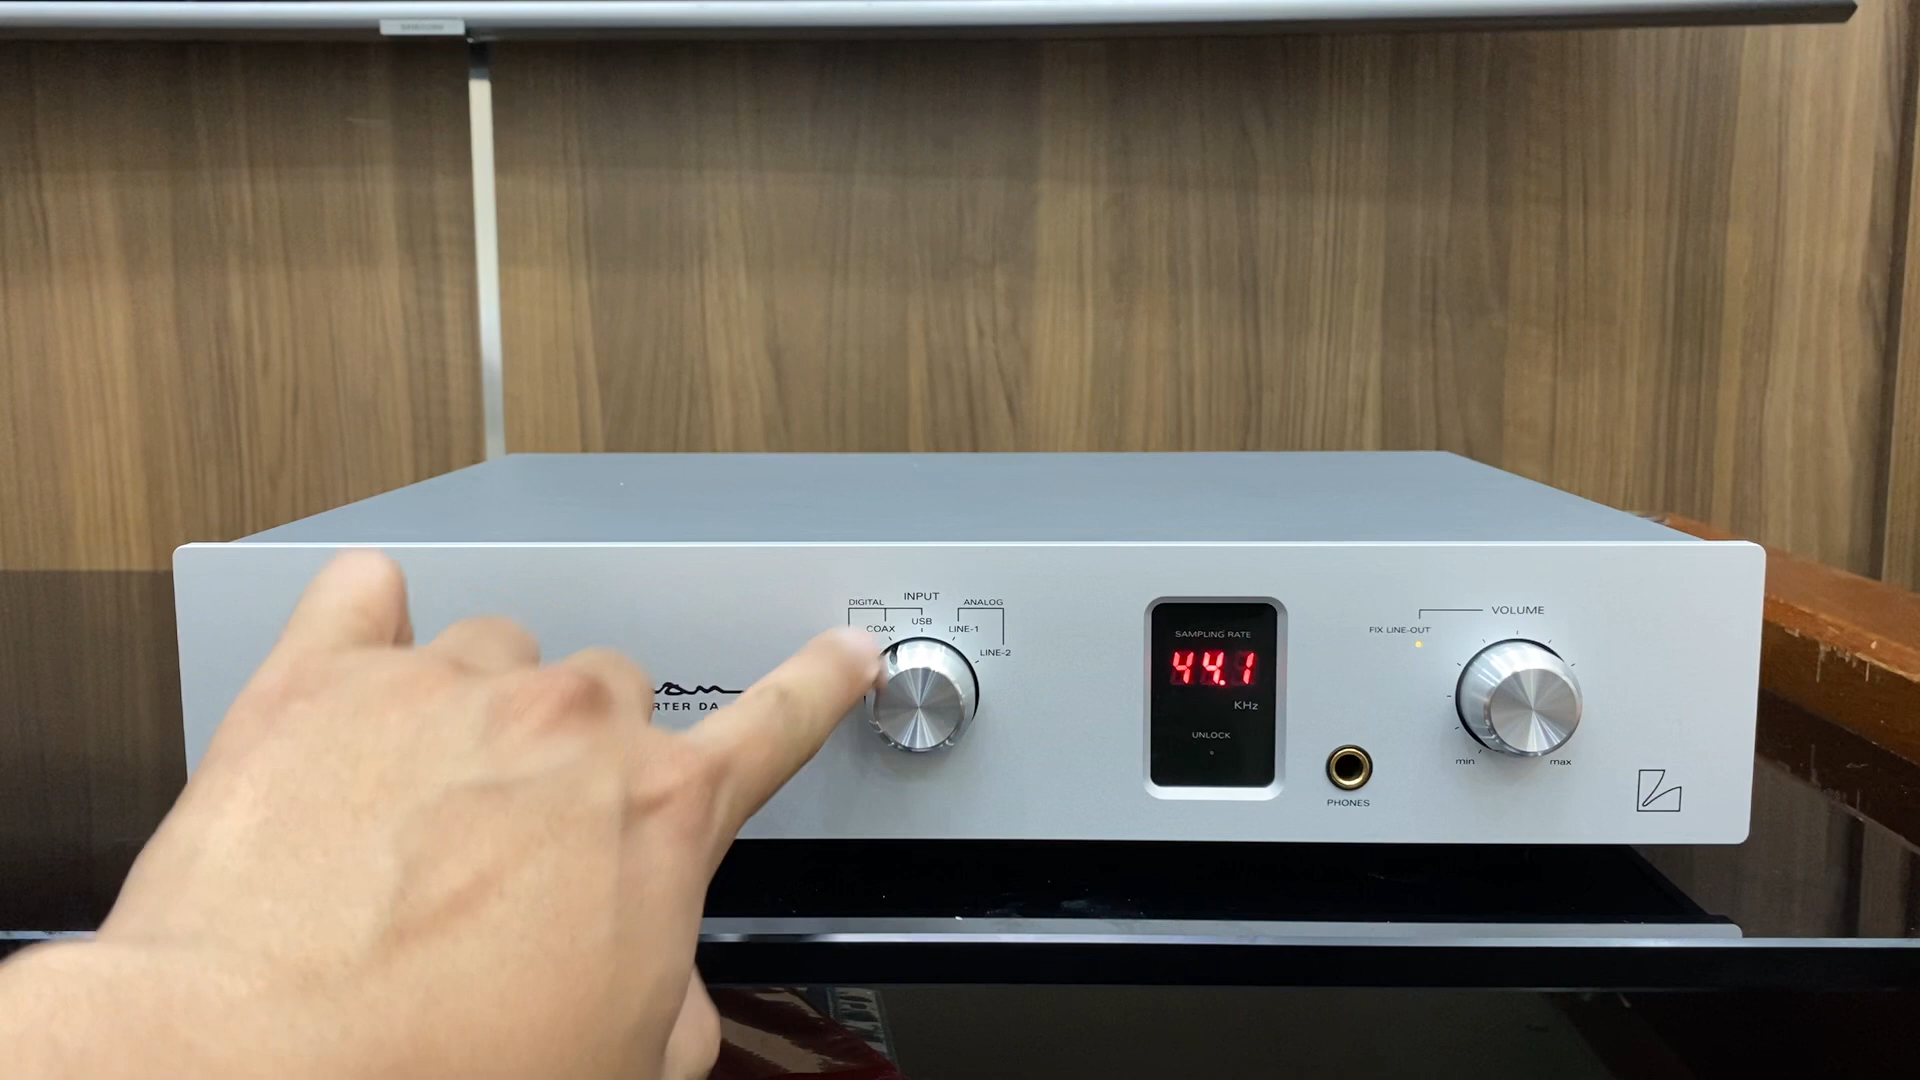 INPUT
DIGITAL
ANALOG
COAX
USB
LINE-1
LINE-2
RTER DA
SAMPLING RATE
44.1
KHz
UNLOCK
FIX LINE-OUT
VOLUME
min
max
PHONES